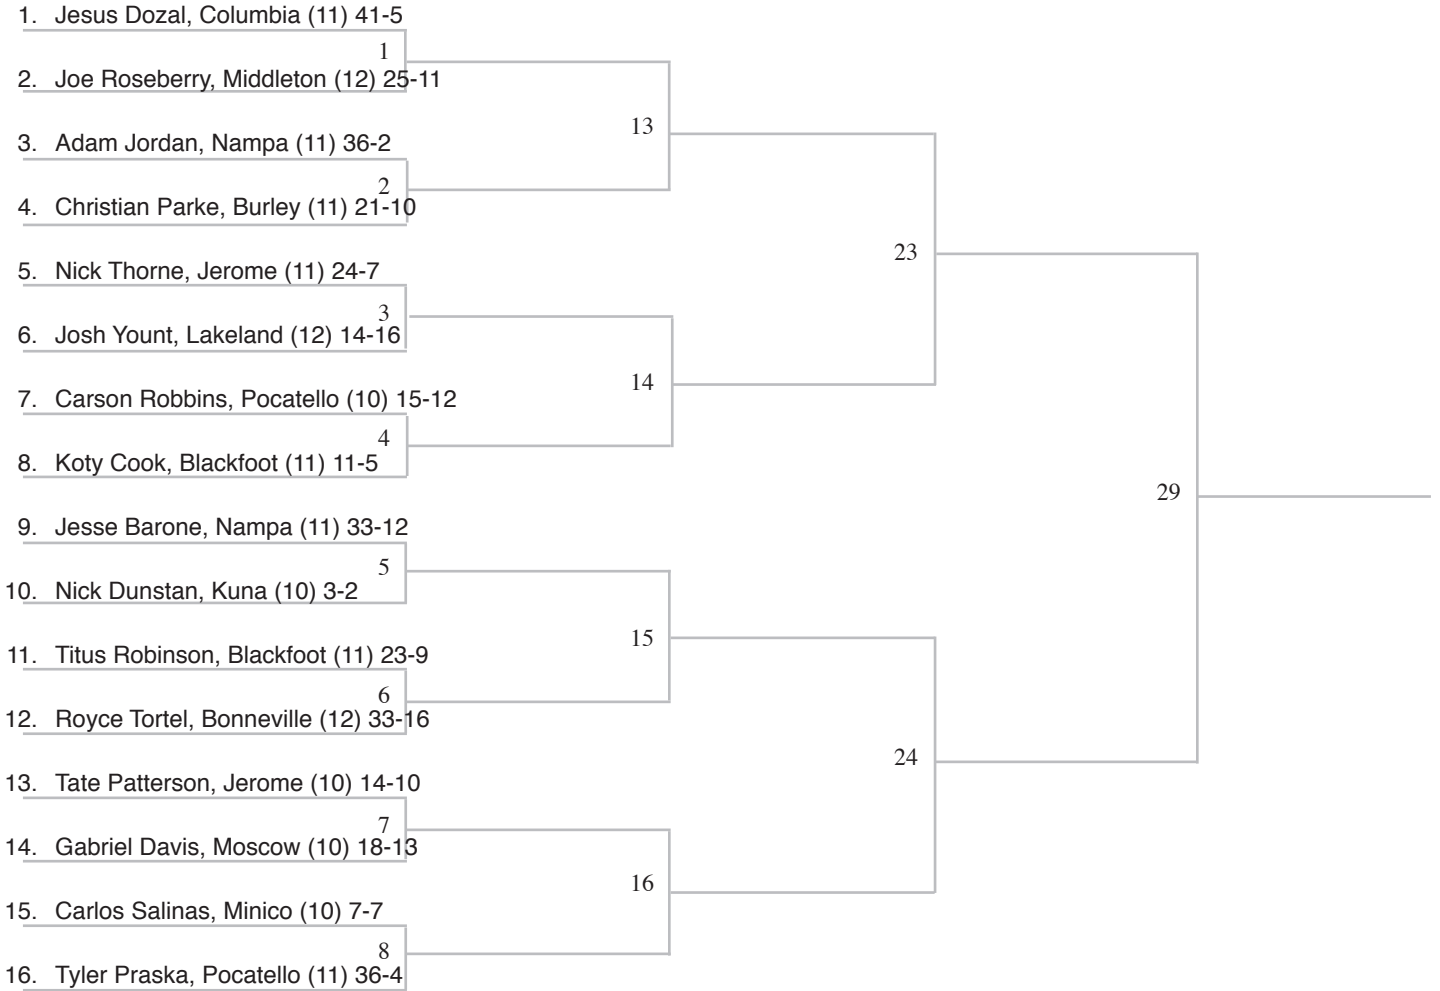 1. Jesus Dozal, Columbia (11) 41-5
1
2. Joe Roseberry, Middleton (12) 25-11
13
3. Adam Jordan, Nampa (11) 36-2
2
4. Christian Parke, Burley (11) 21-10
23
5. Nick Thorne, Jerome (11) 24-7
3
6. Josh Yount, Lakeland (12) 14-16
14
7. Carson Robbins, Pocatello (10) 15-12
4
8. Koty Cook, Blackfoot (11) 11-5
29
9. Jesse Barone, Nampa (11) 33-12
5
10. Nick Dunstan, Kuna (10) 3-2
15
11. Titus Robinson, Blackfoot (11) 23-9
6
12. Royce Tortel, Bonneville (12) 33-16
24
13. Tate Patterson, Jerome (10) 14-10
7
14. Gabriel Davis, Moscow (10) 18-13
16
15. Carlos Salinas, Minico (10) 7-7
8
16. Tyler Praska, Pocatello (11) 36-4